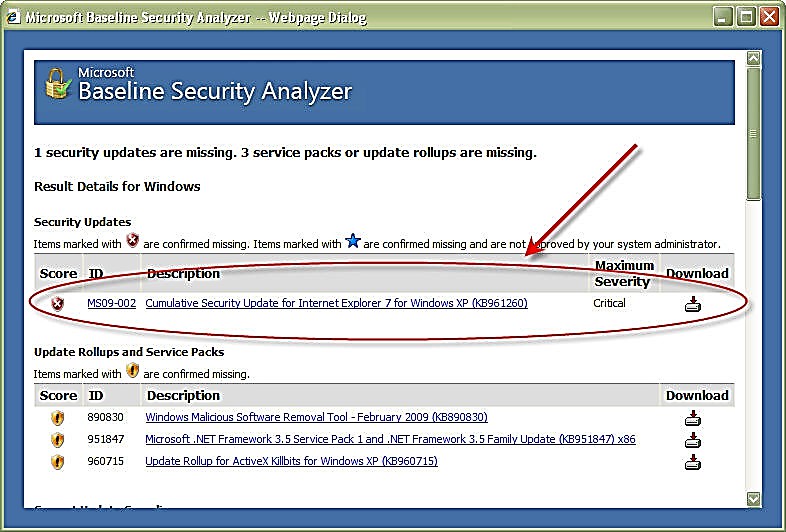 Microsoft Baseline Security Analyzer -- Webpage Dialog
Microsoft
Baseline Security Analyzer
1 security updates are missing. 3 service packs or update rollups are missing.
Result Details for Windows
Security Updates
Items marked with are confirmed missing. Items marked with are confirmed missing and are not approved by your system administrator.
Score ID Description Maximum Severity Download
MS09-002 Cumulative Security Update for Internet Explorer 7 for Windows XP (KB961260) Critical
Update Rollups and Service Packs
Items marked with are confirmed missing.
Score ID Description Download
890830 Windows Malicious Software Removal Tool - February 2009 (KB890830)
951847 Microsoft .NET Framework 3.5 Service Pack 1 and .NET Framework 3.5 Family Update (KB951847) x86
960715 Update Rollup for ActiveX Killbits for Windows XP (KB960715)